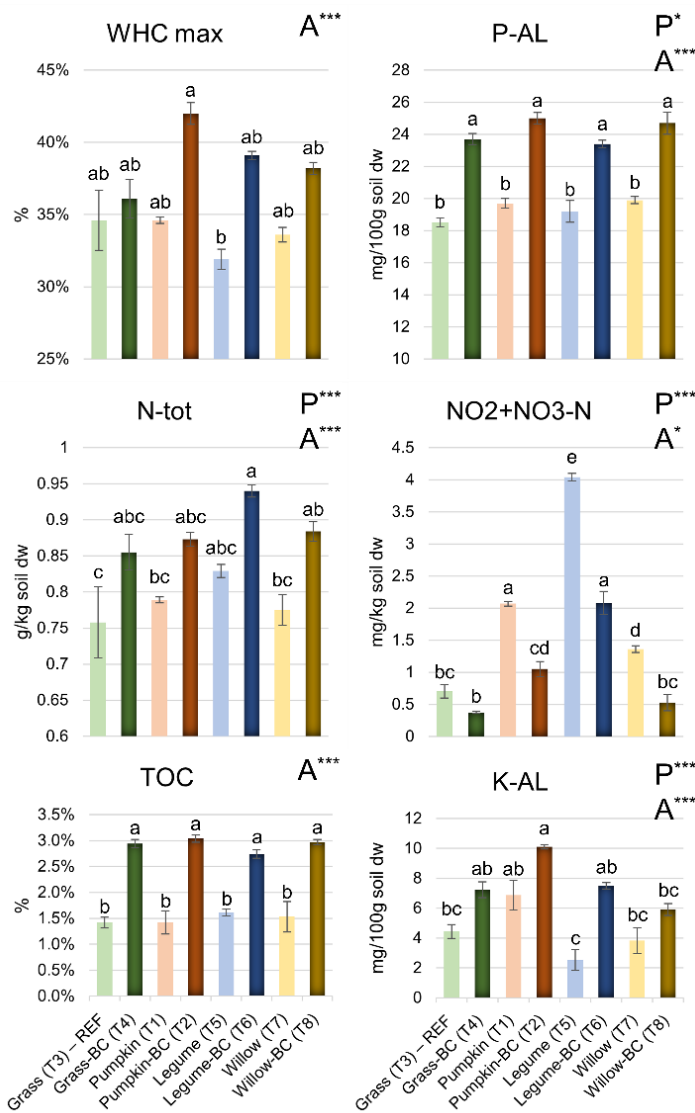 WHC max
A***
45%
40%
35%
30%
25%
%
ab
ab
ab
a
b
ab
ab
ab
P-AL
P*
A***
28
26
24
22
20
18
16
14
12
10
mg/100g soil dw
b
a
b
a
b
a
b
a
N-tot
P***
A***
1
0.95
0.9
0.85
0.8
0.75
0.7
0.65
0.6
g/kg soil dw
c
abc
bc
abc
abc
a
bc
ab
NO2+NO3-N
P***
A*
4.5
4
3.5
3
2.5
2
1.5
1
0.5
0
mg/kg soil dw
bc
b
a
cd
e
a
d
bc
TOC
A***
3.5%
3.0%
2.5%
2.0%
1.5%
1.0%
0.5%
0.0%
%
b
a
b
a
b
a
b
a
Grass (T3) – REF
Grass-BC (T4)
Pumpkin (T1)
Pumpkin-BC (T2)
Legume (T5)
Legume-BC (T6)
Willow (T7)
Willow-BC (T8)
K-AL
P***
A***
12
10
8
6
4
2
0
mg/100g soil dw
bc
ab
ab
a
c
ab
bc
bc
Grass (T3) – REF
Grass-BC (T4)
Pumpkin (T1)
Pumpkin-BC (T2)
Legume (T5)
Legume-BC (T6)
Willow (T7)
Willow-BC (T8)